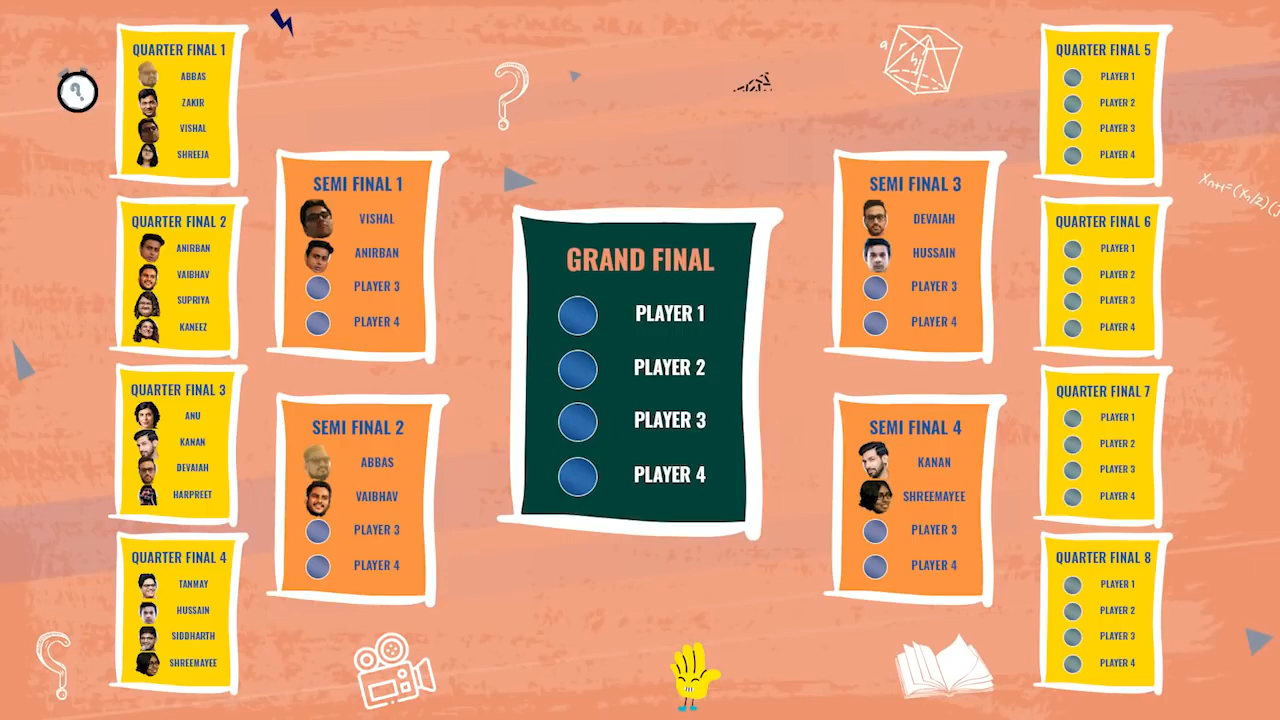 QUARTER FINAL 1
ABBAS
ZAKIR
VISHAL
SHREEJA
QUARTER FINAL 2
ANIRBAN
VAIBHAV
SUPRIYA
KANEEZ
QUARTER FINAL 3
ANU
KANAN
DEVAIAH
HARPREET
QUARTER FINAL 4
TANMAY
HUSSAIN
SIDDHARTH
SHREEMAYEE
SEMI FINAL 1
VISHAL
ANIRBAN
PLAYER 3
PLAYER 4
SEMI FINAL 2
ABBAS
VAIBHAV
PLAYER 3
PLAYER 4
GRAND FINAL
PLAYER 1
PLAYER 2
PLAYER 3
PLAYER 4
SEMI FINAL 3
DEVAIAH
HUSSAIN
PLAYER 3
PLAYER 4
SEMI FINAL 4
KANAN
SHREEMAYEE
PLAYER 3
PLAYER 4
QUARTER FINAL 5
PLAYER 1
PLAYER 2
PLAYER 3
PLAYER 4
QUARTER FINAL 6
PLAYER 1
PLAYER 2
PLAYER 3
PLAYER 4
QUARTER FINAL 7
PLAYER 1
PLAYER 2
PLAYER 3
PLAYER 4
QUARTER FINAL 8
PLAYER 1
PLAYER 2
PLAYER 3
PLAYER 4